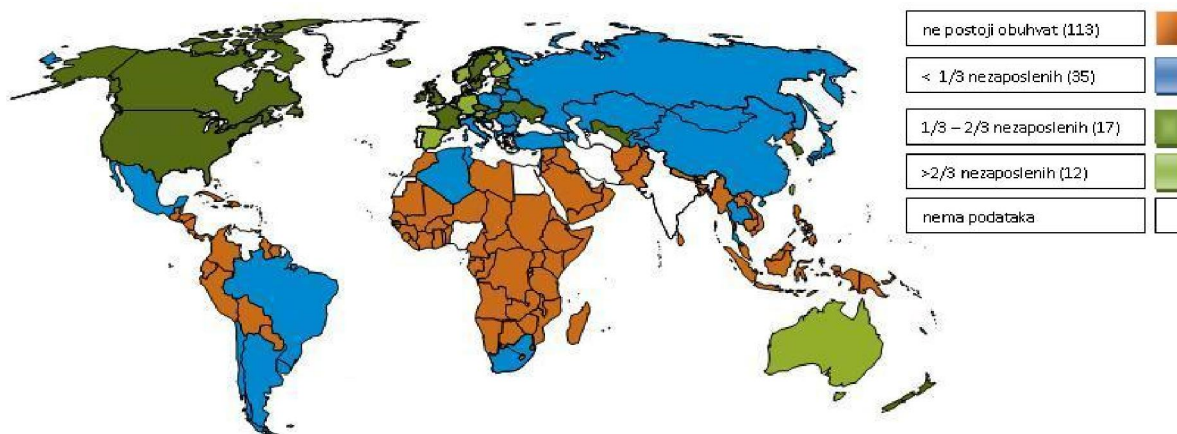 ne postoji obuhvat (113)
< 1/3 nezaposlenih (35)
1/3 – 2/3 nezaposlenih (17)
>2/3 nezaposlenih (12)
nema podataka